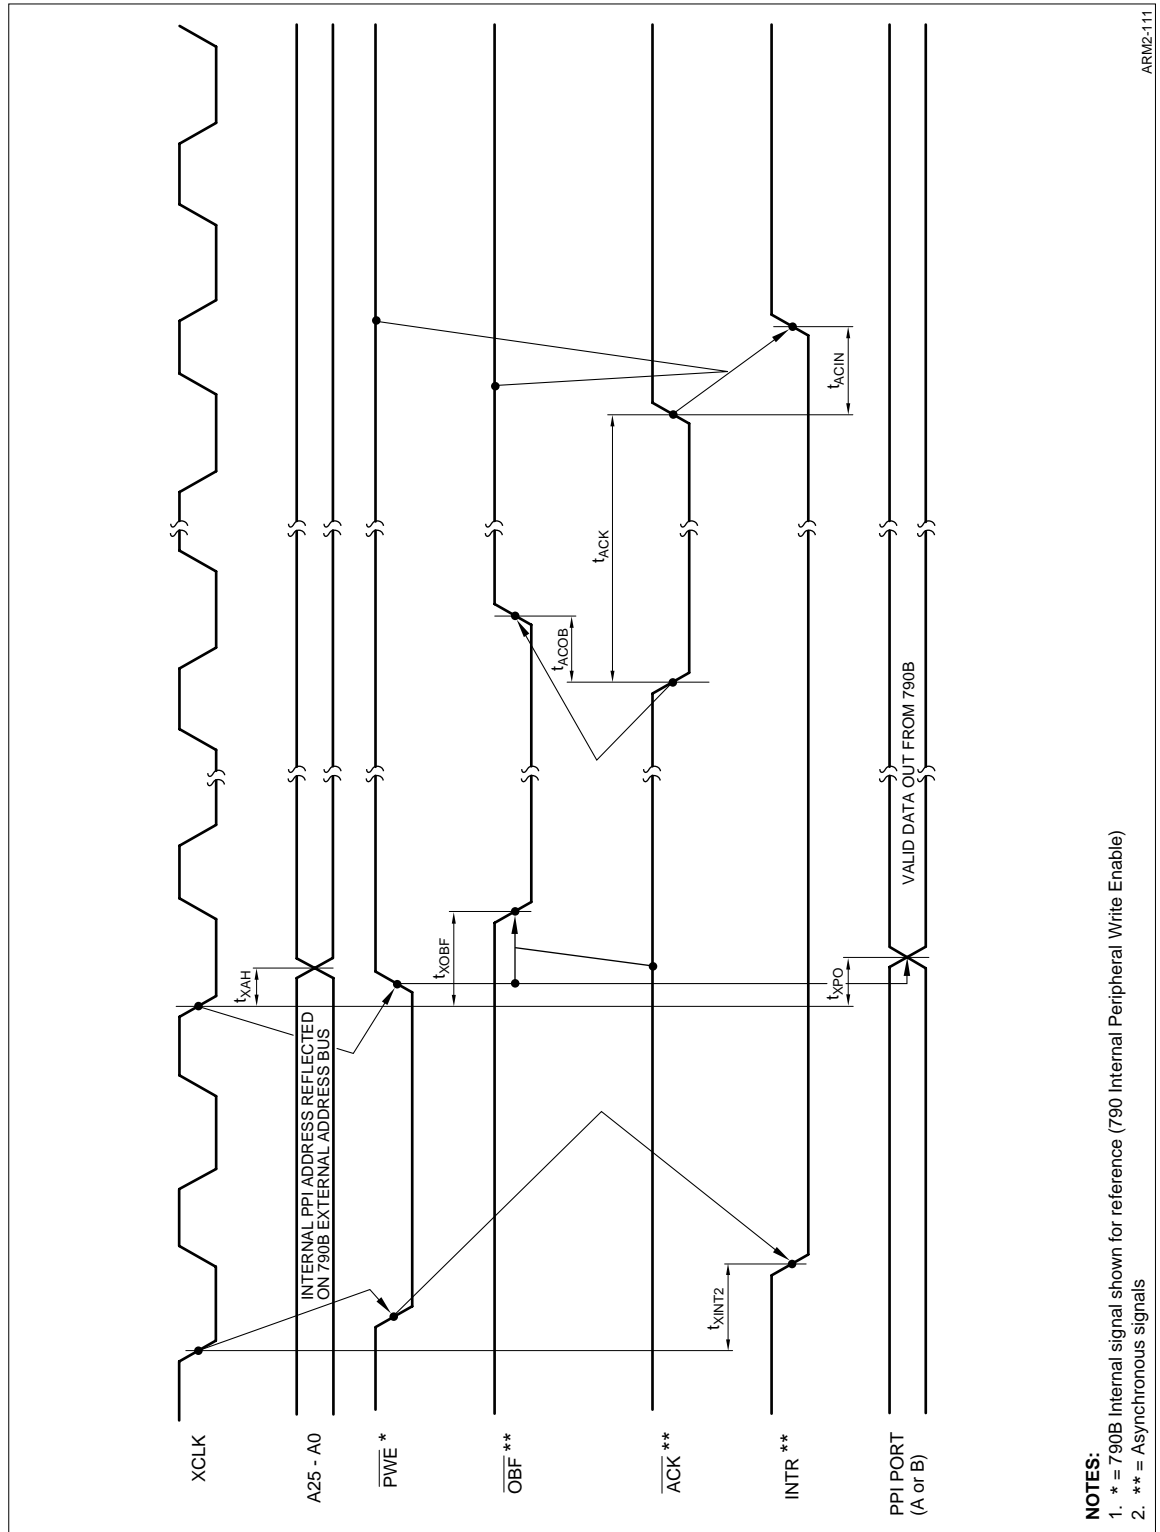 XCLK
A25 - A0
INTERNAL PPI ADDRESS REFLECTED
ON 790B EXTERNAL ADDRESS BUS
tXAH
PWE *
OBF **
tXOBF
tACOB
tACK
ACK **
INTR **
tXINT2
tACIN
tXPO
PPI PORT
(A or B)
VALID DATA OUT FROM 790B
NOTES:
1. * = 790B Internal signal shown for reference (790 Internal Peripheral Write Enable)
2. ** = Asynchronous signals
ARM2-111